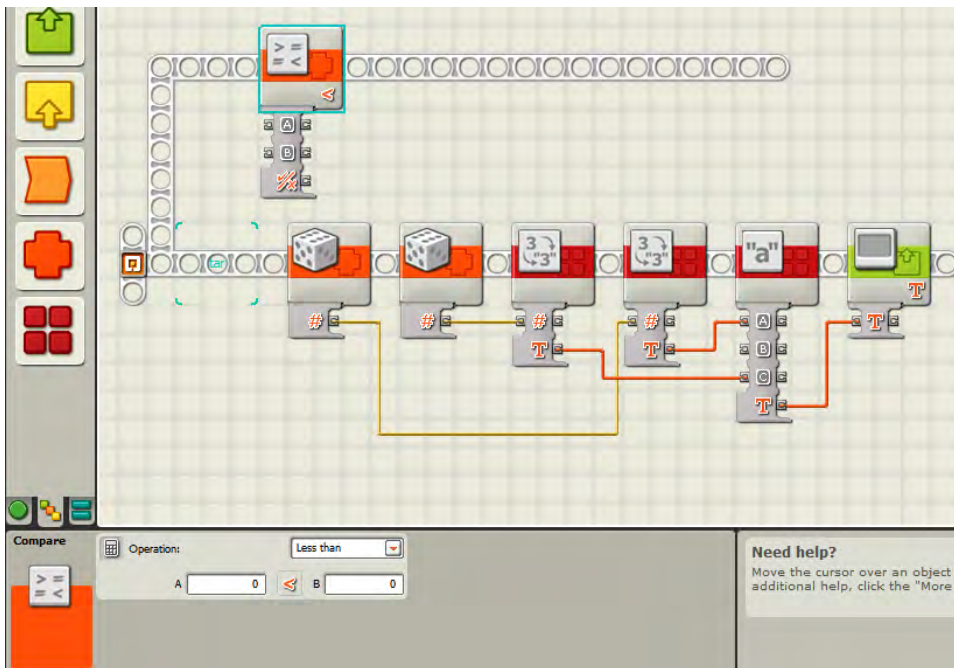 > =
= <
<
A
B
√/x
tar
3
"3"
3
"3"
"a"
T
#
#
#
#
A
T
T
T
B
C
T
Compare
Operation:
Less than
> =
= <
A 0 < B 0
Need help?
Move the cursor over an object
additional help, click the "More